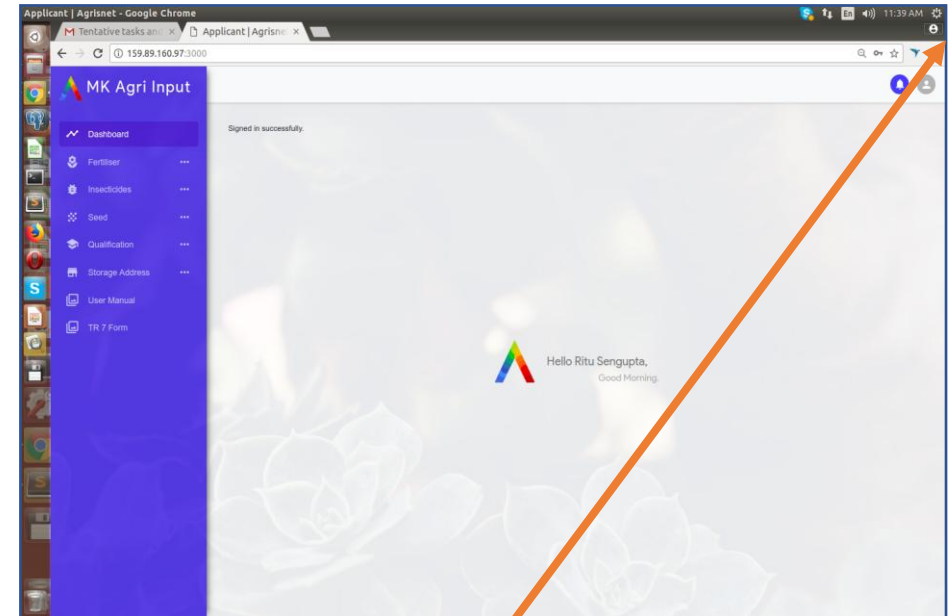 Applicant | Agrisnet - Google Chrome
En
11:39 AM
M Tentative tasks and
Applicant | Agrisne
159.89.160.97:3000
MK Agri Input
Dashboard
Signed in successfully.
Fertiliser
Insecticides
Seed
Qualification
Storage Address
User Manual
TR 7 Form
Hello Ritu Sengupta,
Good Morning.